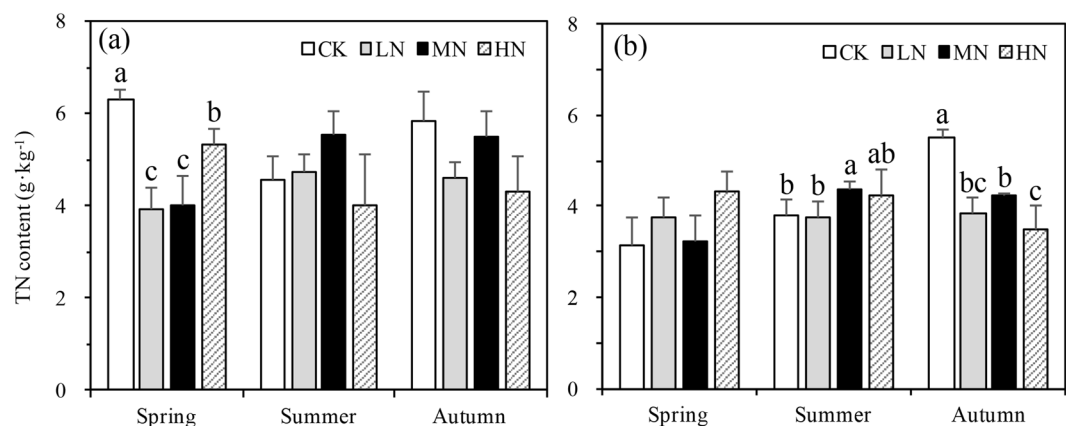 TN content (g·kg⁻¹)
(a)
CK LN MN HN
8
6
4
2
0
a
c
c
b
Spring Summer Autumn
(b)
CK LN MN HN
8
6
4
2
0
b
b
a
ab
a
bc
b
c
Spring Summer Autumn